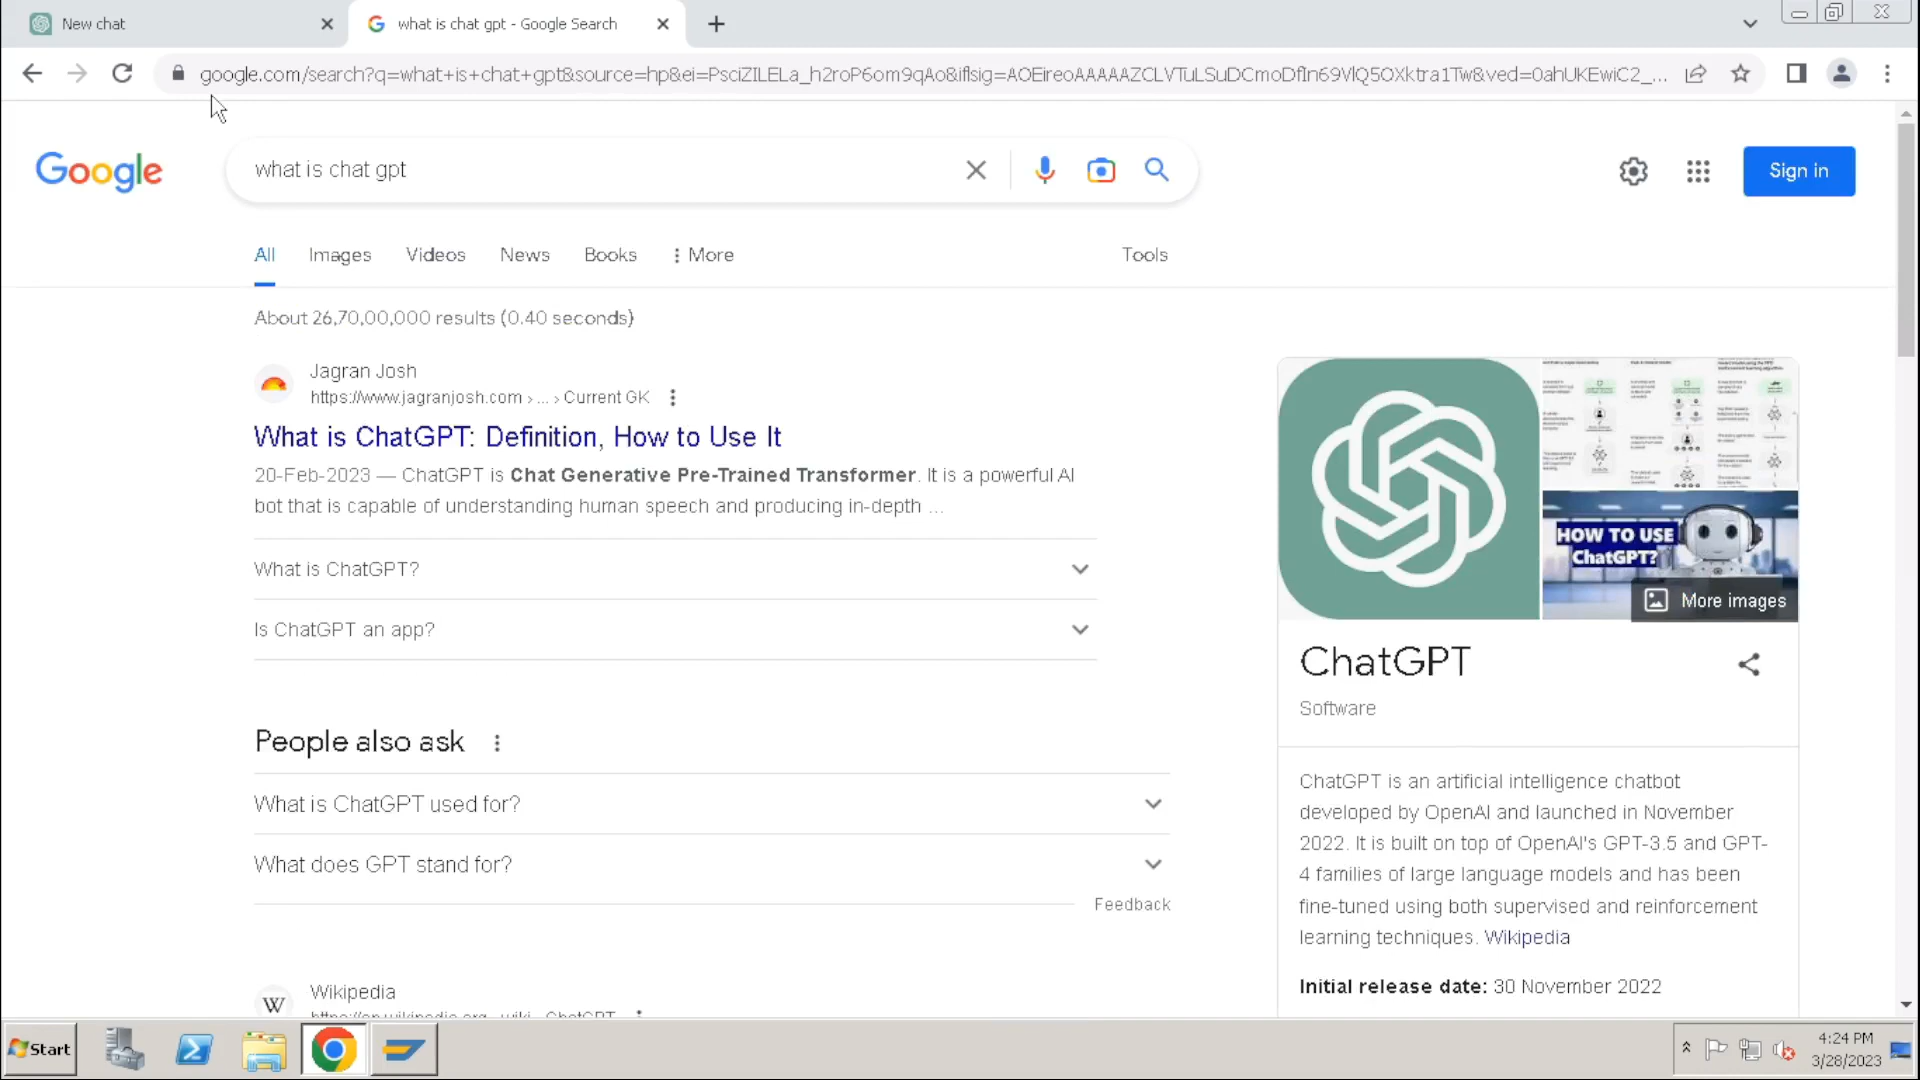 New chat
what is chat gpt - Google Search
google.com/search?q=what+is+chat+gpt&source=hp&ei=PsciZILELa_h2roP6om9qAo&iflsig=AOEireoAAAAAZCLVTuLSuDCmoDfIn69VlQ5OXktra1Tw&ved=0ahUKEwiC2_...
Google
what is chat gpt
Sign in
All
Images
Videos
News
Books
More
Tools
About 26,70,00,000 results (0.40 seconds)
Jagran Josh
https://www.jagranjosh.com › ... › Current GK
What is ChatGPT: Definition, How to Use It
20-Feb-2023 — ChatGPT is Chat Generative Pre-Trained Transformer. It is a powerful AI
bot that is capable of understanding human speech and producing in-depth ...
What is ChatGPT?
Is ChatGPT an app?
People also ask
What is ChatGPT used for?
What does GPT stand for?
Feedback
Wikipedia
https://en.wikipedia.org › wiki › ChatGPT
HOW TO USE
ChatGPT?
More images
ChatGPT
Software
ChatGPT is an artificial intelligence chatbot
developed by OpenAI and launched in November
2022. It is built on top of OpenAI's GPT-3.5 and GPT-
4 families of large language models and has been
fine-tuned using both supervised and reinforcement
learning techniques. Wikipedia
Initial release date: 30 November 2022
Start
4:24 PM
3/28/2023